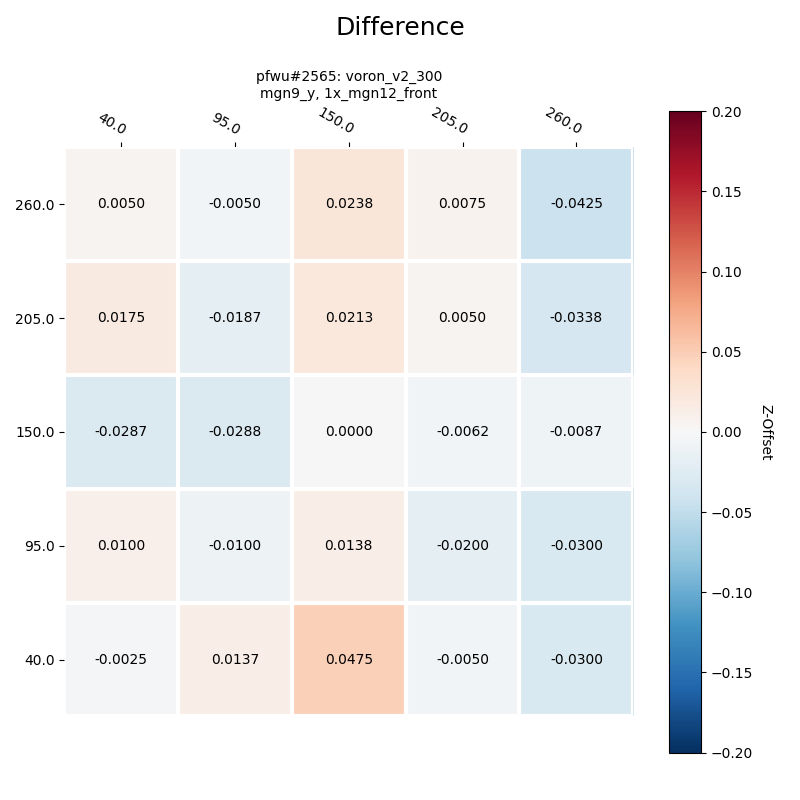 Difference
pfwu#2565: voron_v2_300
mgn9_y, 1x_mgn12_front
40.0 95.0 150.0 205.0 260.0
260.0 0.0050 -0.0050 0.0238 0.0075 -0.0425
205.0 0.0175 -0.0187 0.0213 0.0050 -0.0338
150.0 -0.0287 -0.0288 0.0000 -0.0062 -0.0087
95.0 0.0100 -0.0100 0.0138 -0.0200 -0.0300
40.0 -0.0025 0.0137 0.0475 -0.0050 -0.0300
0.20
0.15
0.10
0.05
0.00
−0.05
−0.10
−0.15
−0.20
Z-Offset